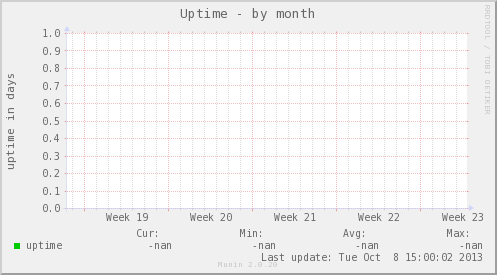 Uptime - by month
RRDTOOL / TOBI OETIKER
uptime in days
1.0
0.9
0.8
0.7
0.6
0.5
0.4
0.3
0.2
0.1
0.0
Week 19 Week 20 Week 21 Week 22 Week 23
Cur: Min: Avg: Max:
uptime -nan -nan -nan -nan
Last update: Tue Oct 8 15:00:02 2013
Munin 2.0.20